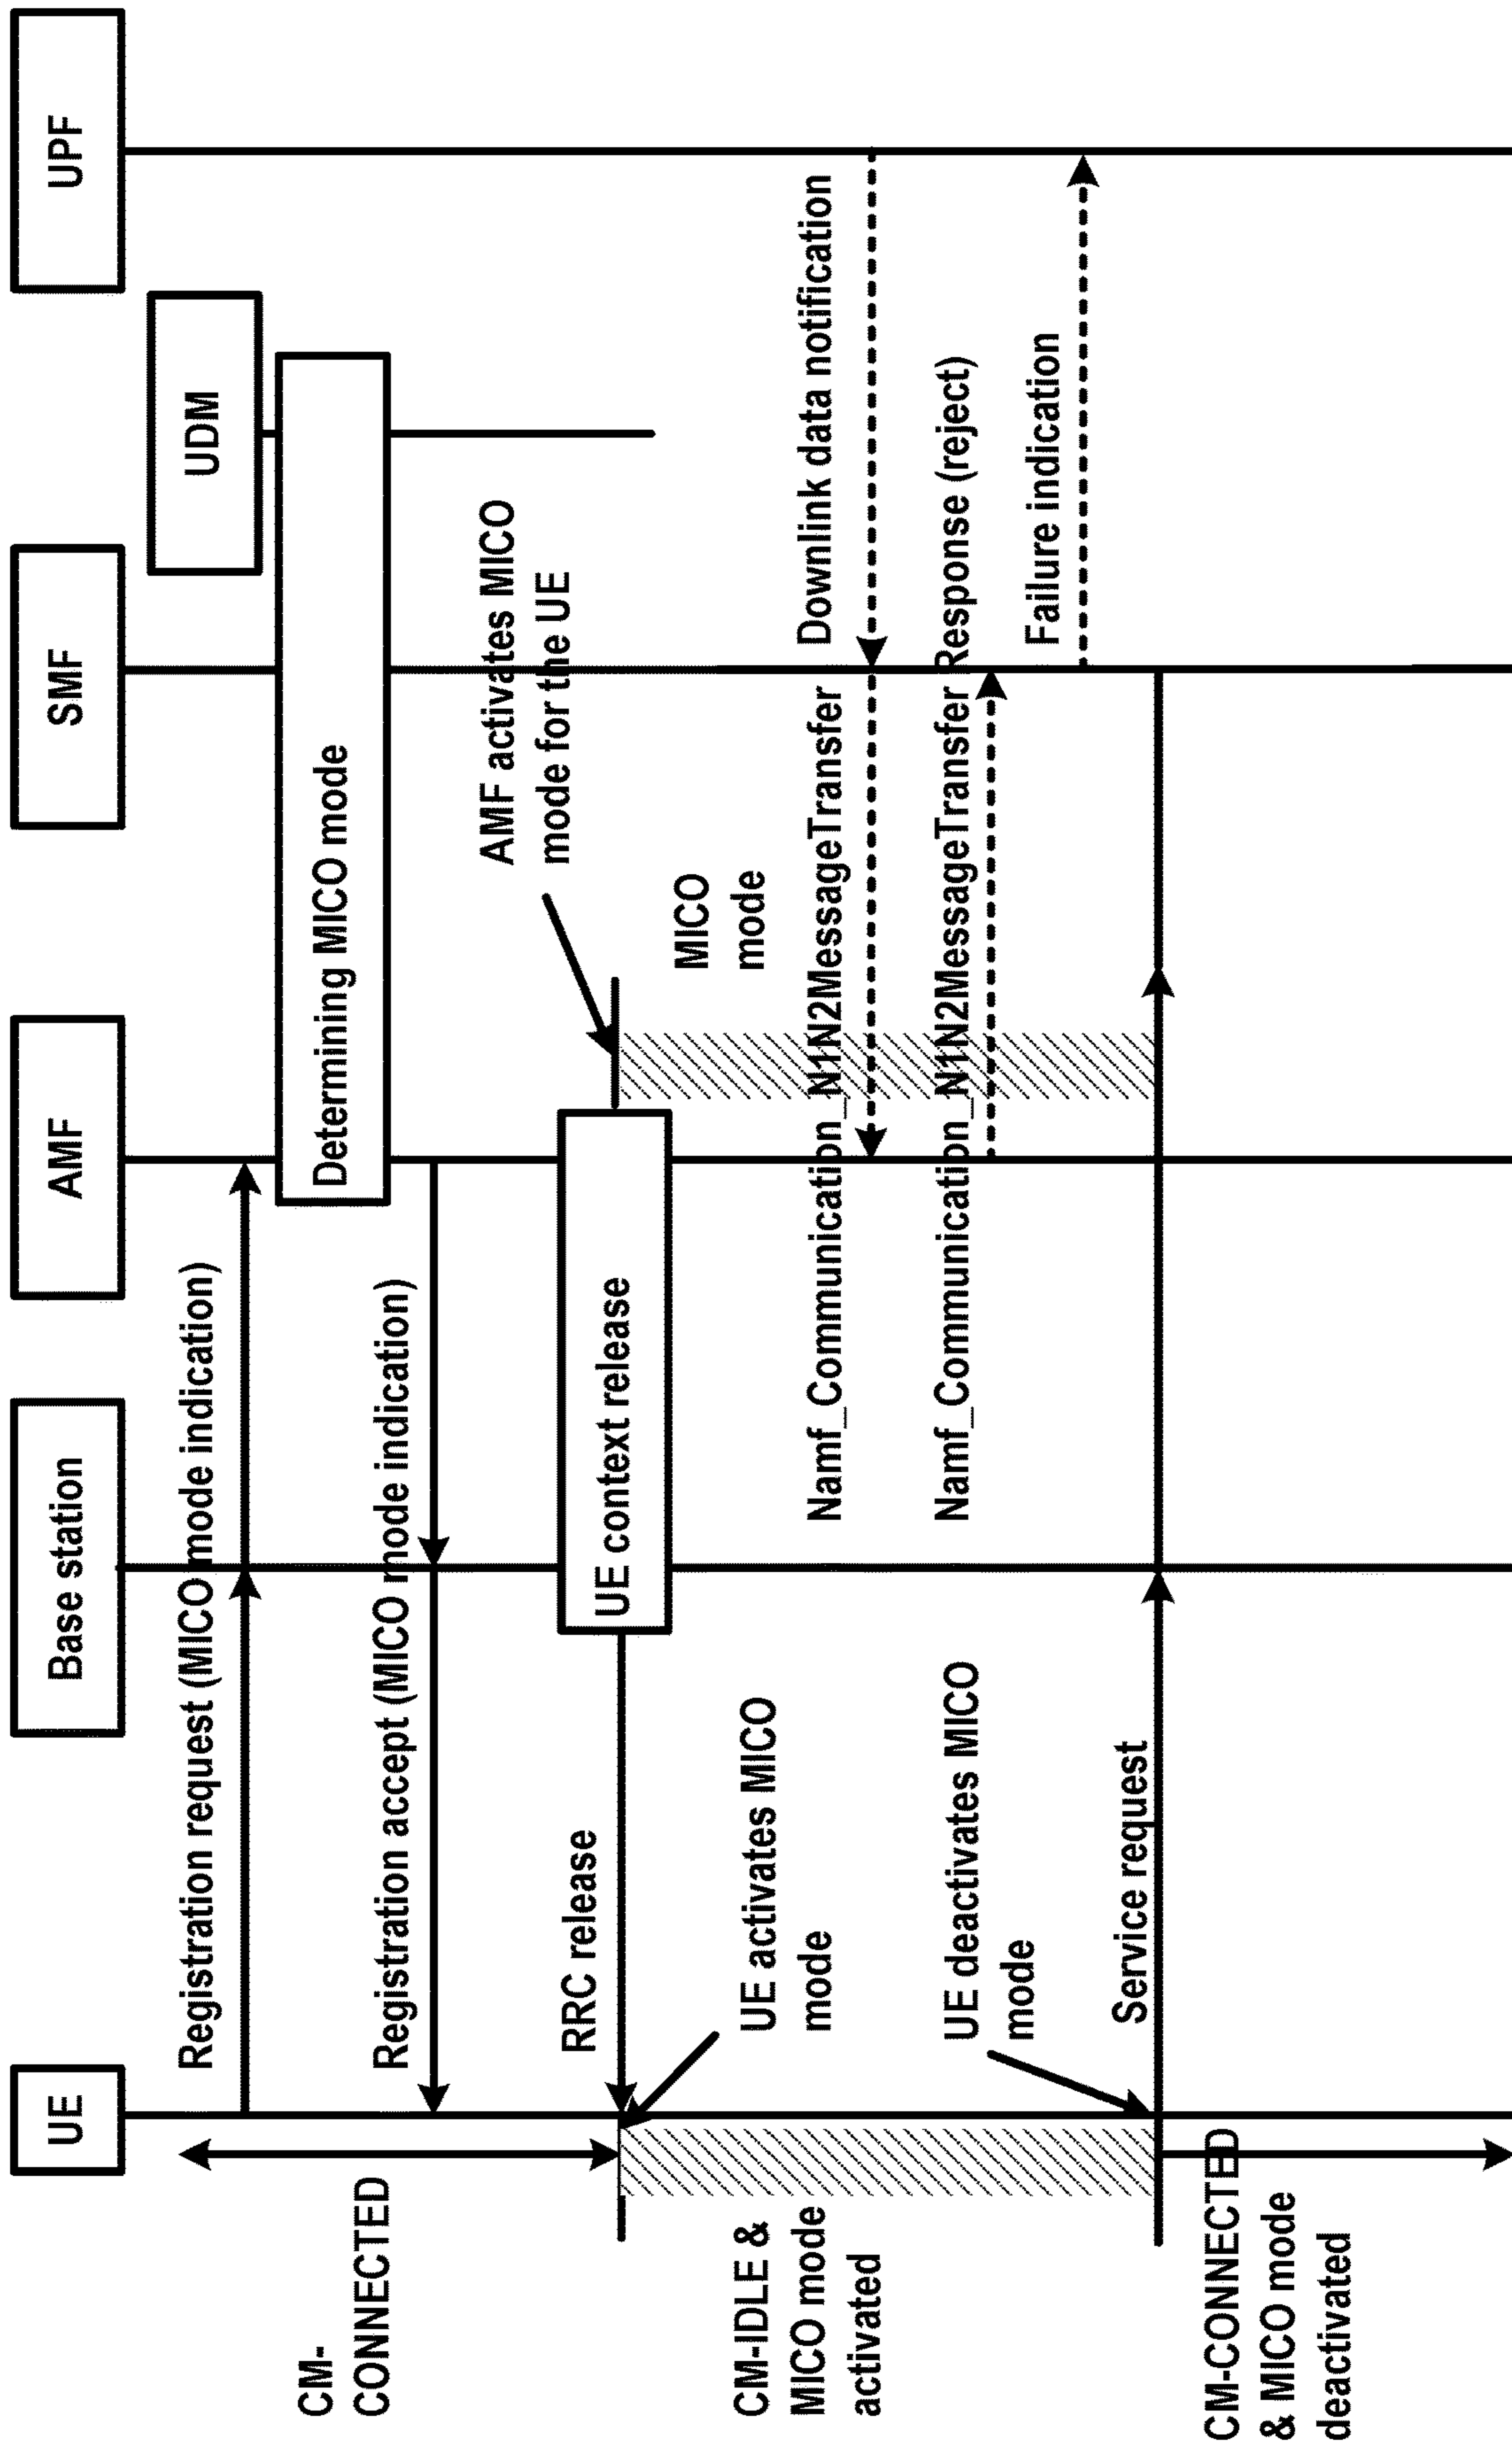 UE
Base station
AMF
SMF
UDM
UPF
Registration request (MICO mode indication)
Determining MICO mode
Registration accept (MICO mode indication)
CM-
CONNECTED
UE context release
RRC release
AMF activates MICO
mode for the UE
MICO
mode
UE activates MICO
mode
CM-IDLE &
MICO mode
activated
Downlink data notification
Namf_Communication_N1N2MessageTransfer
Namf_Communication_N1N2MessageTransfer Response (reject)
Failure indication
UE deactivates MICO
mode
Service request
CM-CONNECTED
& MICO mode
deactivated